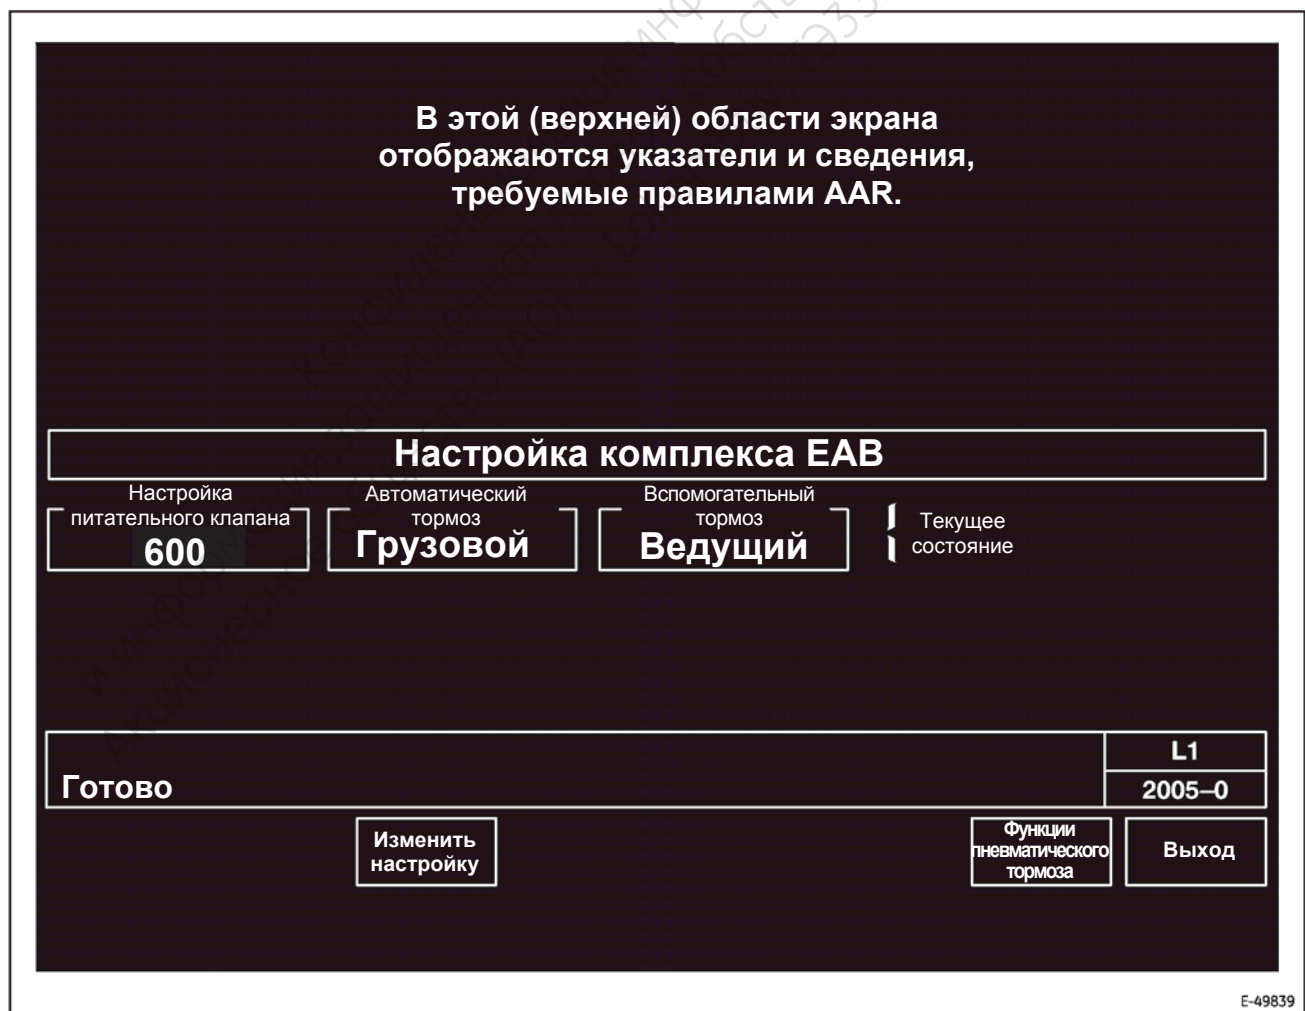 В этой (верхней) области экрана
отображаются указатели и сведения,
требуемые правилами AAR.
Настройка комплекса EAB
Настройка
питательного клапана
600
Автоматический
тормоз
Грузовой
Вспомогательный
тормоз
Ведущий
Текущее
состояние
Готово
L1
2005–0
Изменить
настройку
Функции
пневматического
тормоза
Выход
E-49839